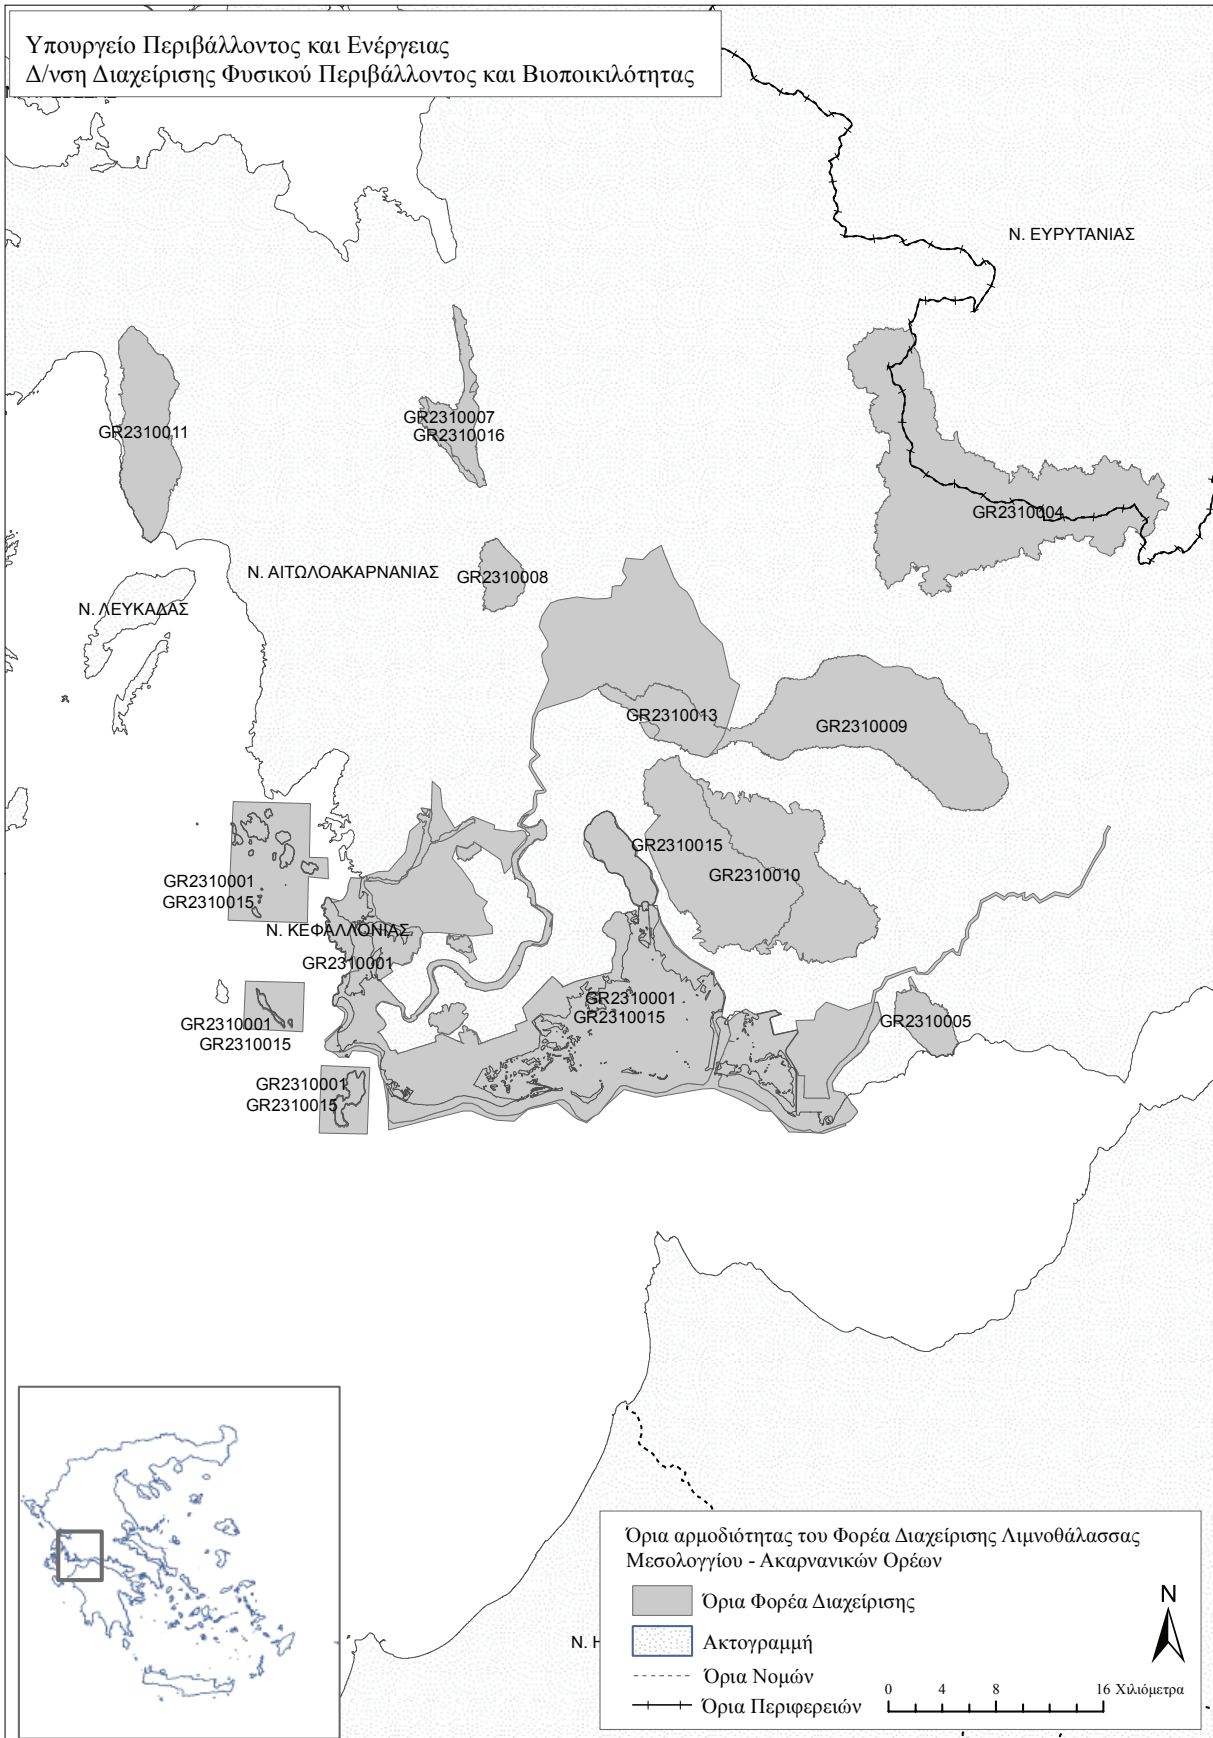 Υπουργείο Περιβάλλοντος και Ενέργειας
Δ/νση Διαχείρισης Φυσικού Περιβάλλοντος και Βιοποικιλότητας
Ν. ΕΥΡΥΤΑΝΙΑΣ
GR2310011
GR2310007
GR2310016
GR2310004
Ν. ΑΙΤΩΛΟΑΚΑΡΝΑΝΙΑΣ
GR2310008
Ν. ΛΕΥΚΑΔΑΣ
GR2310013
GR2310009
GR2310015
GR2310010
GR2310001
GR2310015
Ν. ΚΕΦΑΛΛΟΝΙΑΣ
GR2310001
GR2310001
GR2310015
GR2310005
GR2310001
GR2310015
GR2310001
GR2310015
Όρια αρμοδιότητας του Φορέα Διαχείρισης Λιμνοθάλασσας
Μεσολογγίου - Ακαρνανικών Ορέων
Όρια Φορέα Διαχείρισης
Ακτογραμμή
Όρια Νομών
Όρια Περιφερειών
N
0 4 8 16 Χιλιόμετρα
Ν. Η